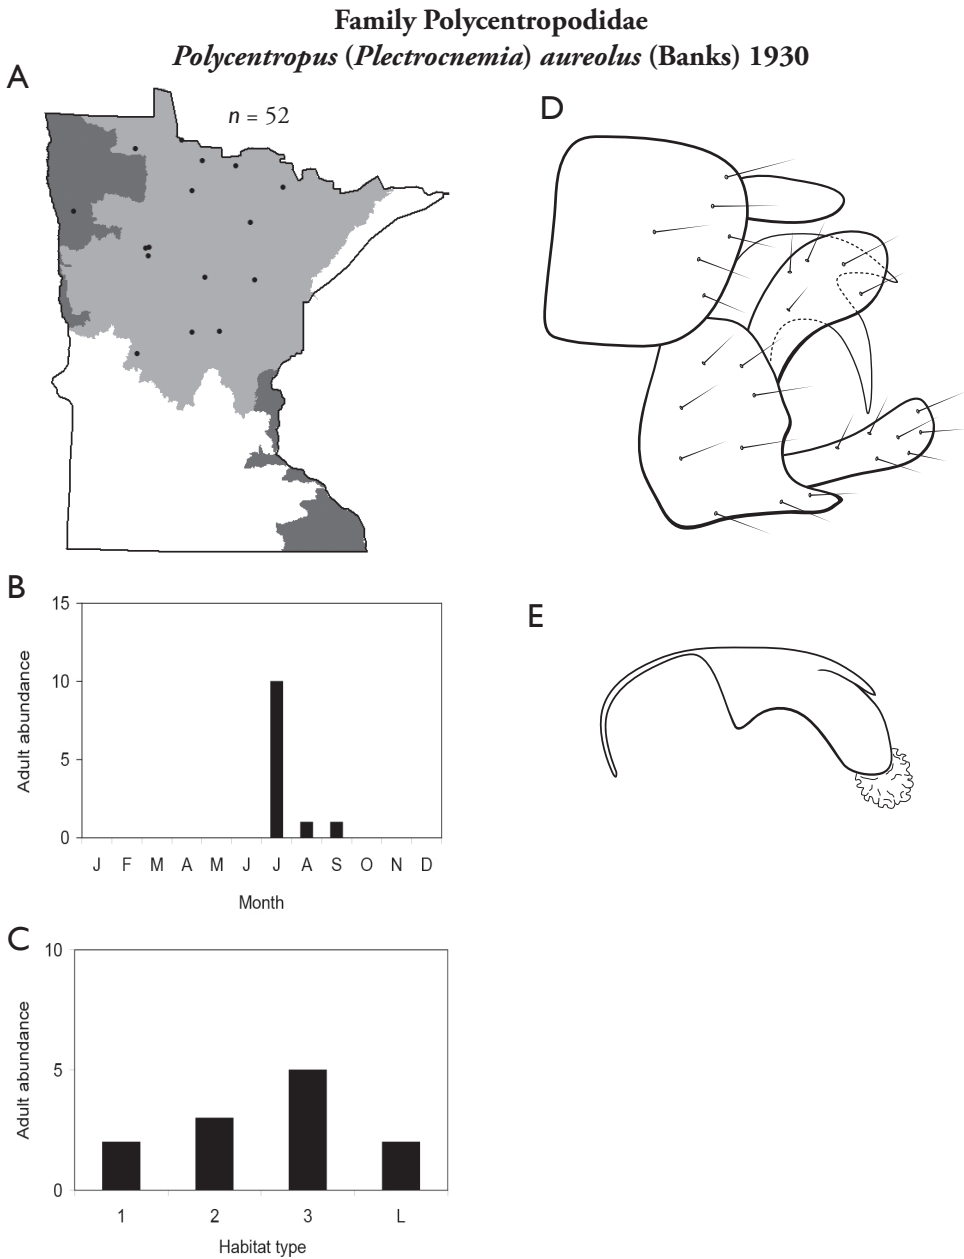 Family Polycentropodidae
Polycentropus (Plectrocnemia) aureolus (Banks) 1930
A
n = 52
D
B
15
10
5
0
Adult abundance
J F M A M J J A S O N D
Month
E
C
10
5
0
Adult abundance
1 2 3 L
Habitat type